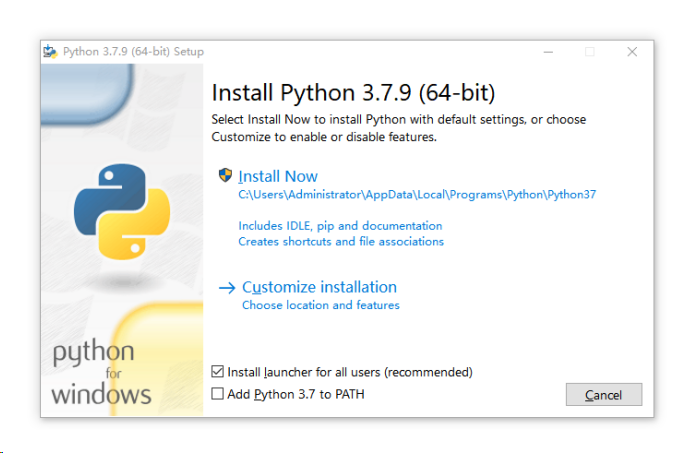 Python 3.7.9 (64-bit) Setup
Install Python 3.7.9 (64-bit)
Select Install Now to install Python with default settings, or choose
Customize to enable or disable features.
Install Now
C:\Users\Administrator\AppData\Local\Programs\Python\Python37
Includes IDLE, pip and documentation
Creates shortcuts and file associations
Customize installation
Choose location and features
python
for
windows
Install launcher for all users (recommended)
Add Python 3.7 to PATH
Cancel